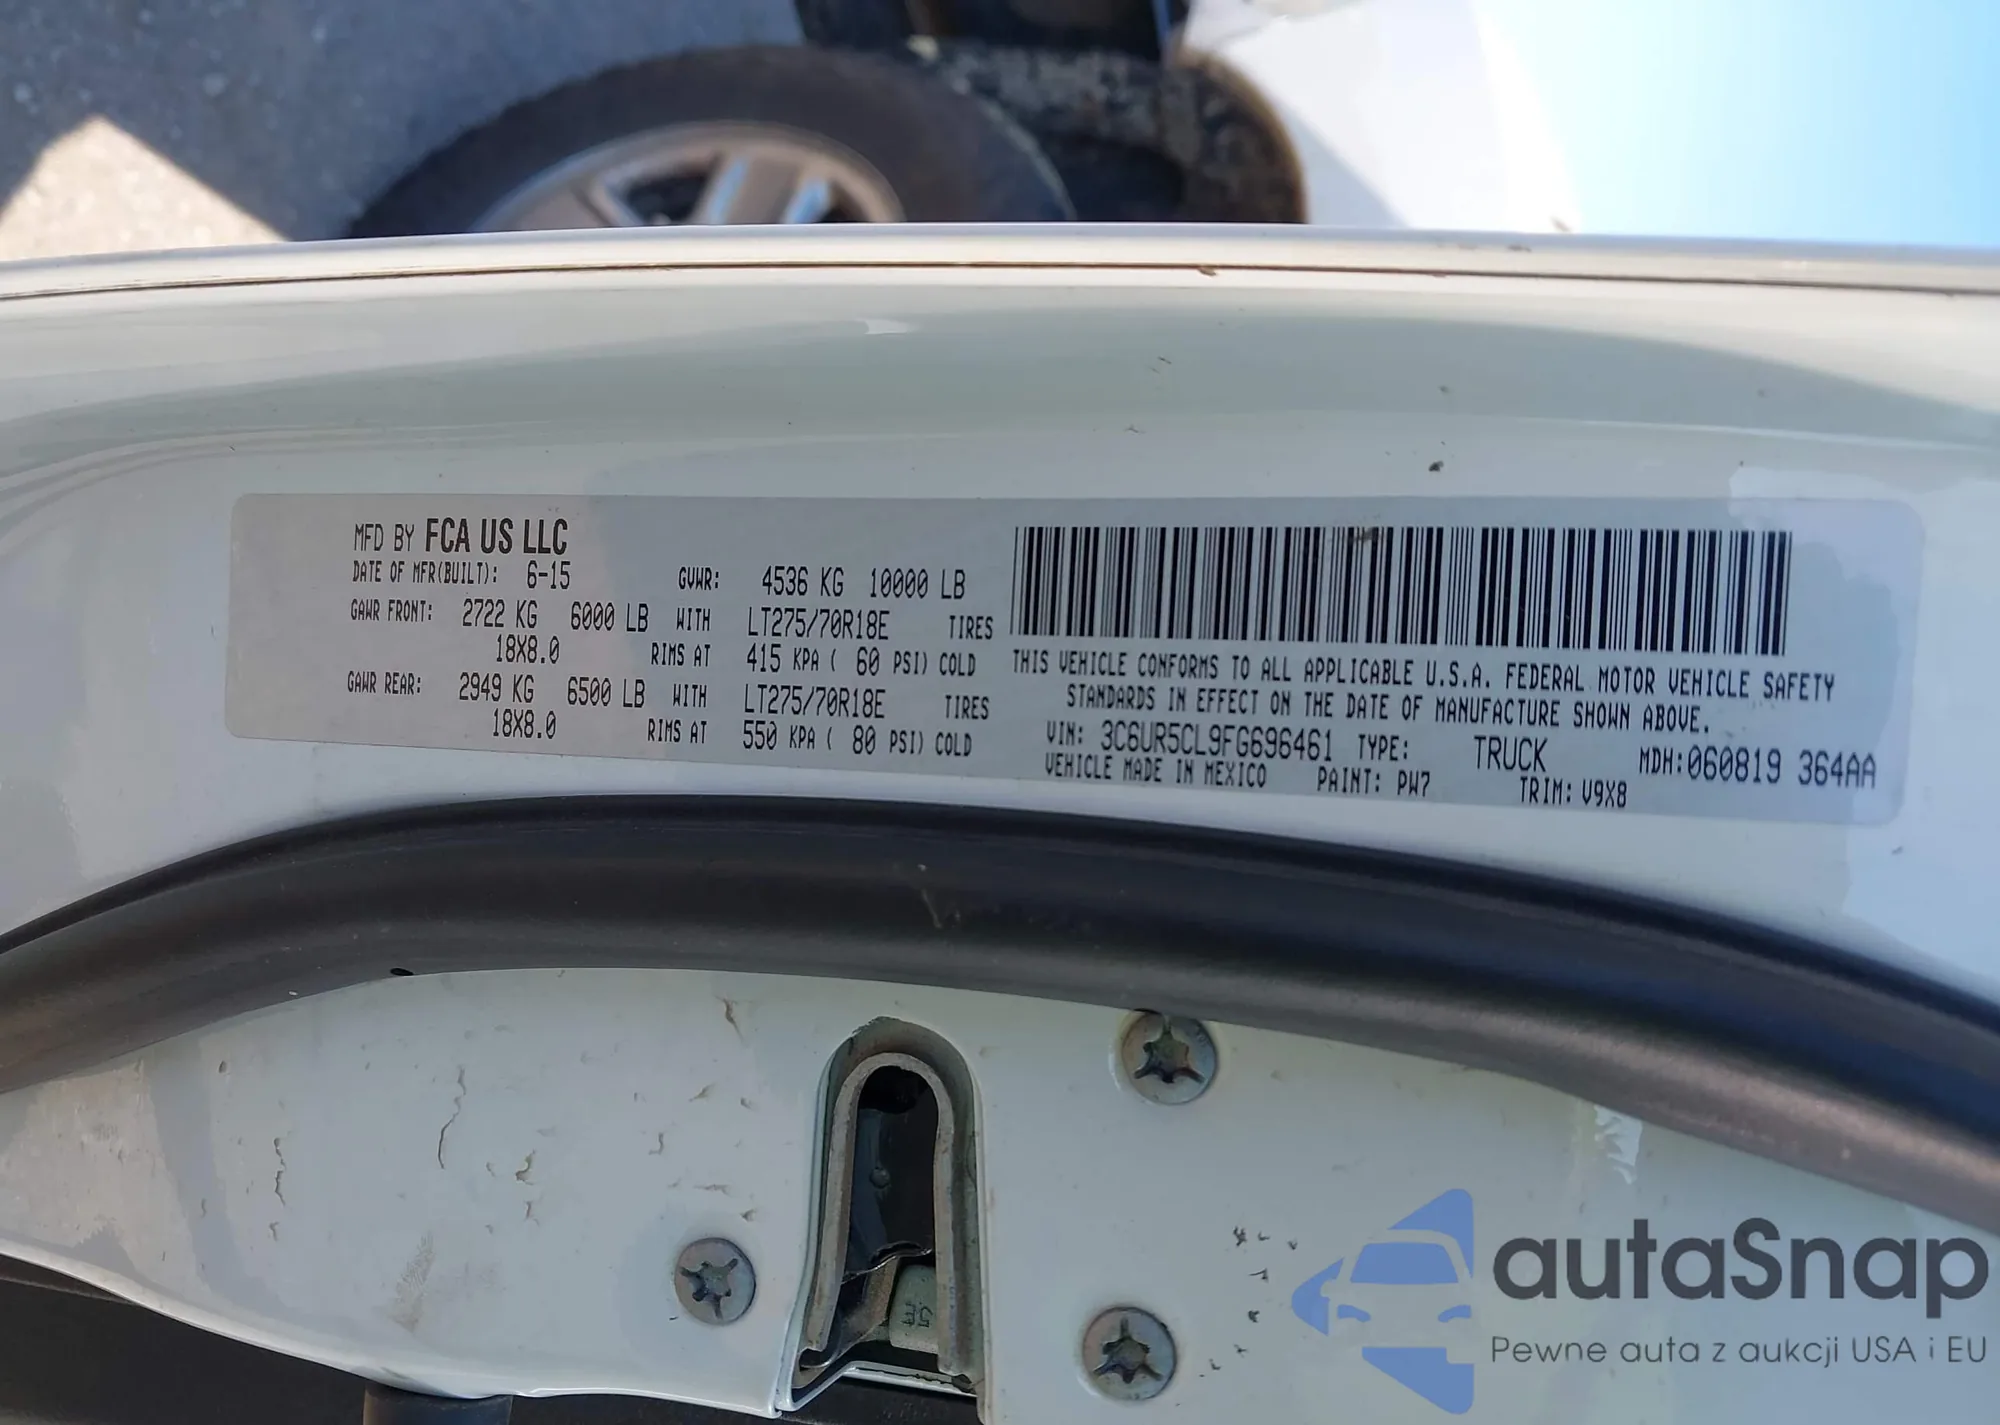 MFD BY FCA US LLC
DATE OF MFR(BUILT): 6-15 GVWR: 4536 KG 10000 LB
GAWR FRONT: 2722 KG 6000 LB WITH LT275/70R18E TIRES
18X8.0 RIMS AT 415 KPA ( 60 PSI) COLD
GAWR REAR: 2949 KG 6500 LB WITH LT275/70R18E TIRES
18X8.0 RIMS AT 550 KPA ( 80 PSI) COLD
THIS VEHICLE CONFORMS TO ALL APPLICABLE U.S.A. FEDERAL MOTOR VEHICLE SAFETY
STANDARDS IN EFFECT ON THE DATE OF MANUFACTURE SHOWN ABOVE.
VIN: 3C6UR5CL9FG696461 TYPE: TRUCK MDH:060819 364AA
VEHICLE MADE IN MEXICO PAINT: PW7 TRIM: V9X8
autaSnap
Pewne auta z aukcji USA i EU